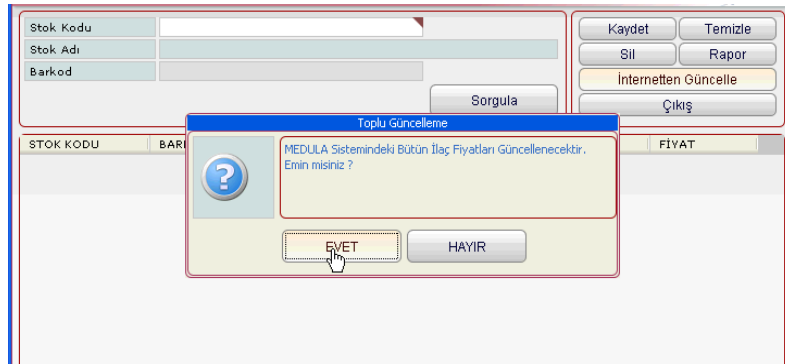 Stok Kodu
Stok Adı
Barkod
Sorgula
Kaydet
Temizle
Sil
Rapor
İnternetten Güncelle
Çıkış
Toplu Güncelleme
MEDULA Sistemindeki Bütün İlaç Fiyatları Güncellenecektir.
Emin misiniz ?
EVET
HAYIR
STOK KODU
FİYAT